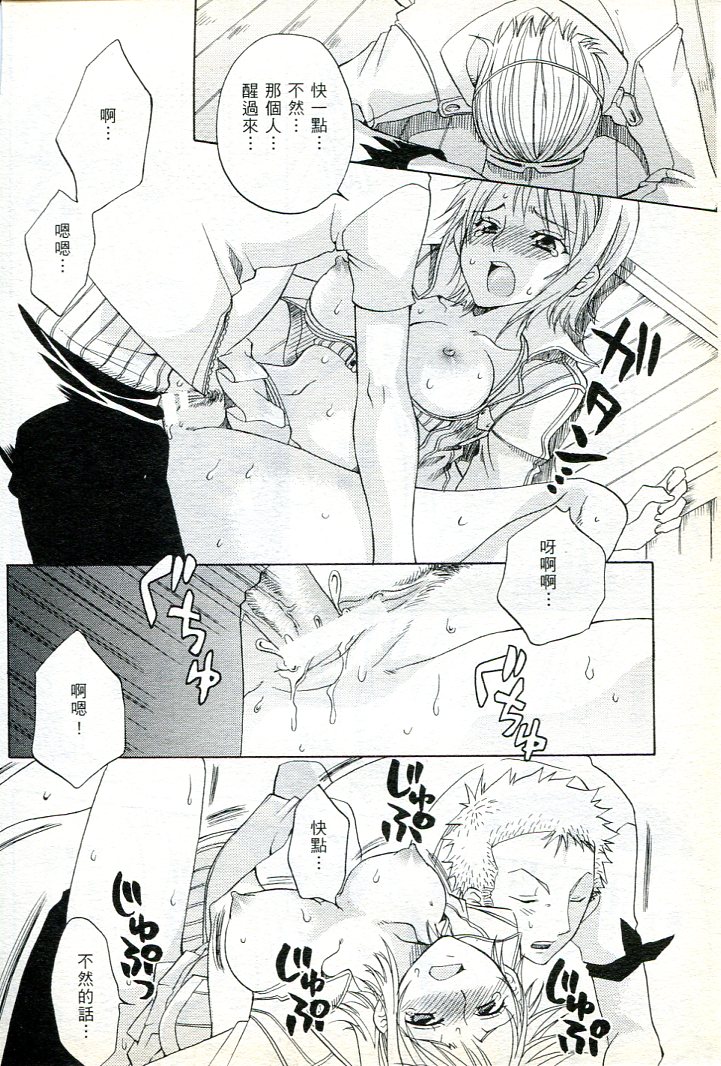 快一點…
不然…
那個人…
醒過來…
啊…
嗯嗯…
ガタン…
呀啊啊…
ぐちゅ
ぐちゅ
啊嗯！
じゅぷ
快點…
じゅぷっ
じゅぷ
じゅぷ
不然的話…